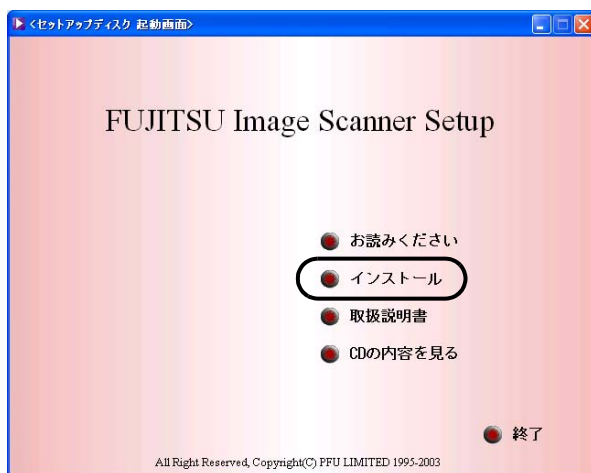 <セットアップディスク 起動画面>
FUJITSU Image Scanner Setup
お読みください
インストール
取扱説明書
CDの内容を見る
終了
All Right Reserved, Copyright(C) PFU LIMITED 1995-2003